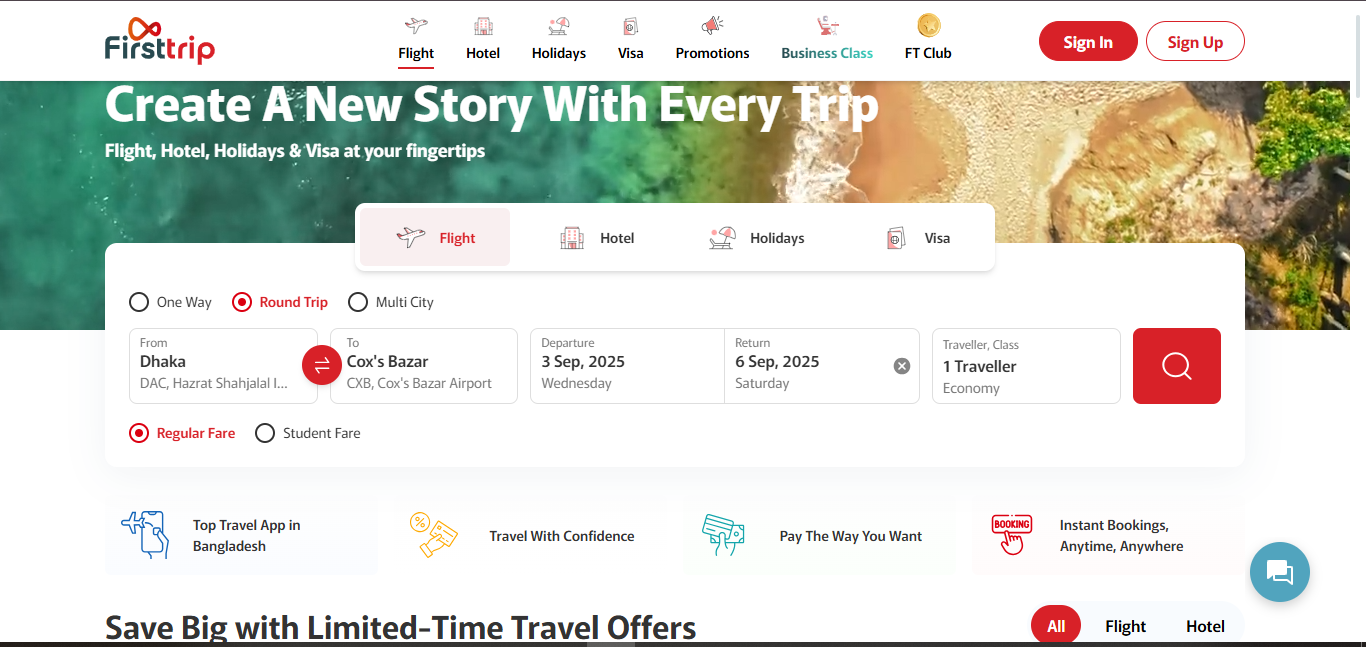 Firsttrip
Flight
Hotel
Holidays
Visa
Promotions
Business Class
FT Club
Sign In
Sign Up
Create A New Story With Every Trip
Flight, Hotel, Holidays & Visa at your fingertips
Flight
Hotel
Holidays
Visa
One Way
Round Trip
Multi City
From
Dhaka
DAC, Hazrat Shahjalal I...
To
Cox's Bazar
CXB, Cox's Bazar Airport
Departure
3 Sep, 2025
Wednesday
Return
6 Sep, 2025
Saturday
Traveller, Class
1 Traveller
Economy
Regular Fare
Student Fare
Top Travel App in
Bangladesh
Travel With Confidence
Pay The Way You Want
BOOKING
Instant Bookings,
Anytime, Anywhere
Save Big with Limited-Time Travel Offers
All
Flight
Hotel